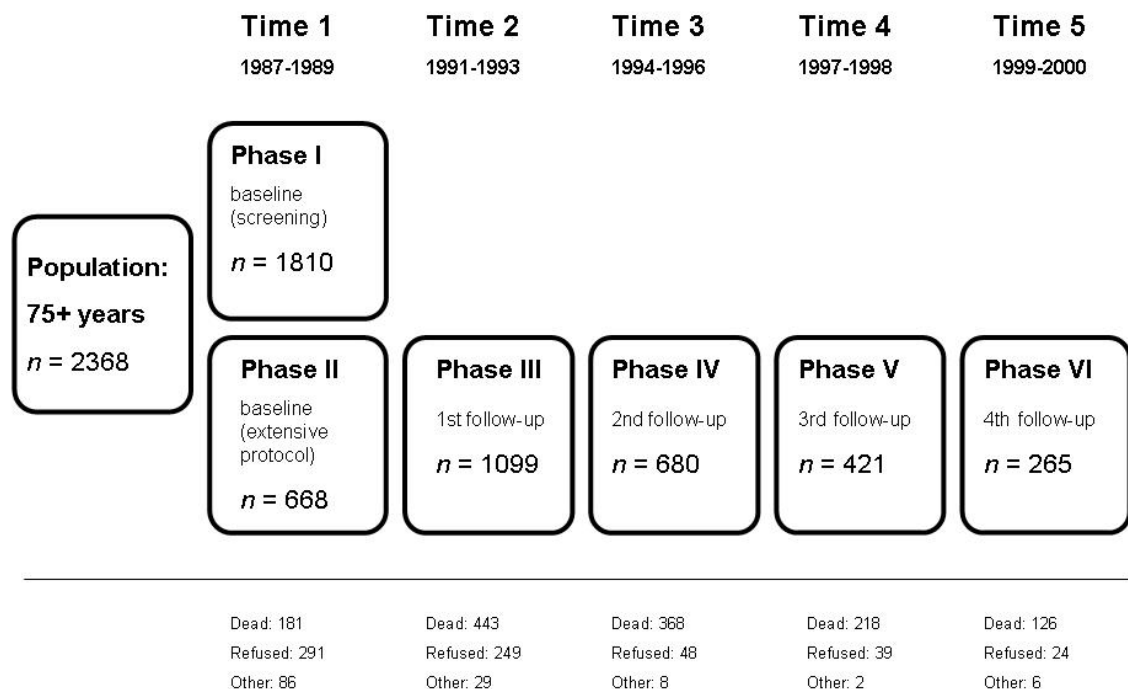 Time 1
1987-1989
Time 2
1991-1993
Time 3
1994-1996
Time 4
1997-1998
Time 5
1999-2000
Population:
75+ years
n = 2368
Phase I
baseline
(screening)
n = 1810
Phase II
baseline
(extensive
protocol)
n = 668
Phase III
1st follow-up
n = 1099
Phase IV
2nd follow-up
n = 680
Phase V
3rd follow-up
n = 421
Phase VI
4th follow-up
n = 265
Dead: 181
Refused: 291
Other: 86
Dead: 443
Refused: 249
Other: 29
Dead: 368
Refused: 48
Other: 8
Dead: 218
Refused: 39
Other: 2
Dead: 126
Refused: 24
Other: 6